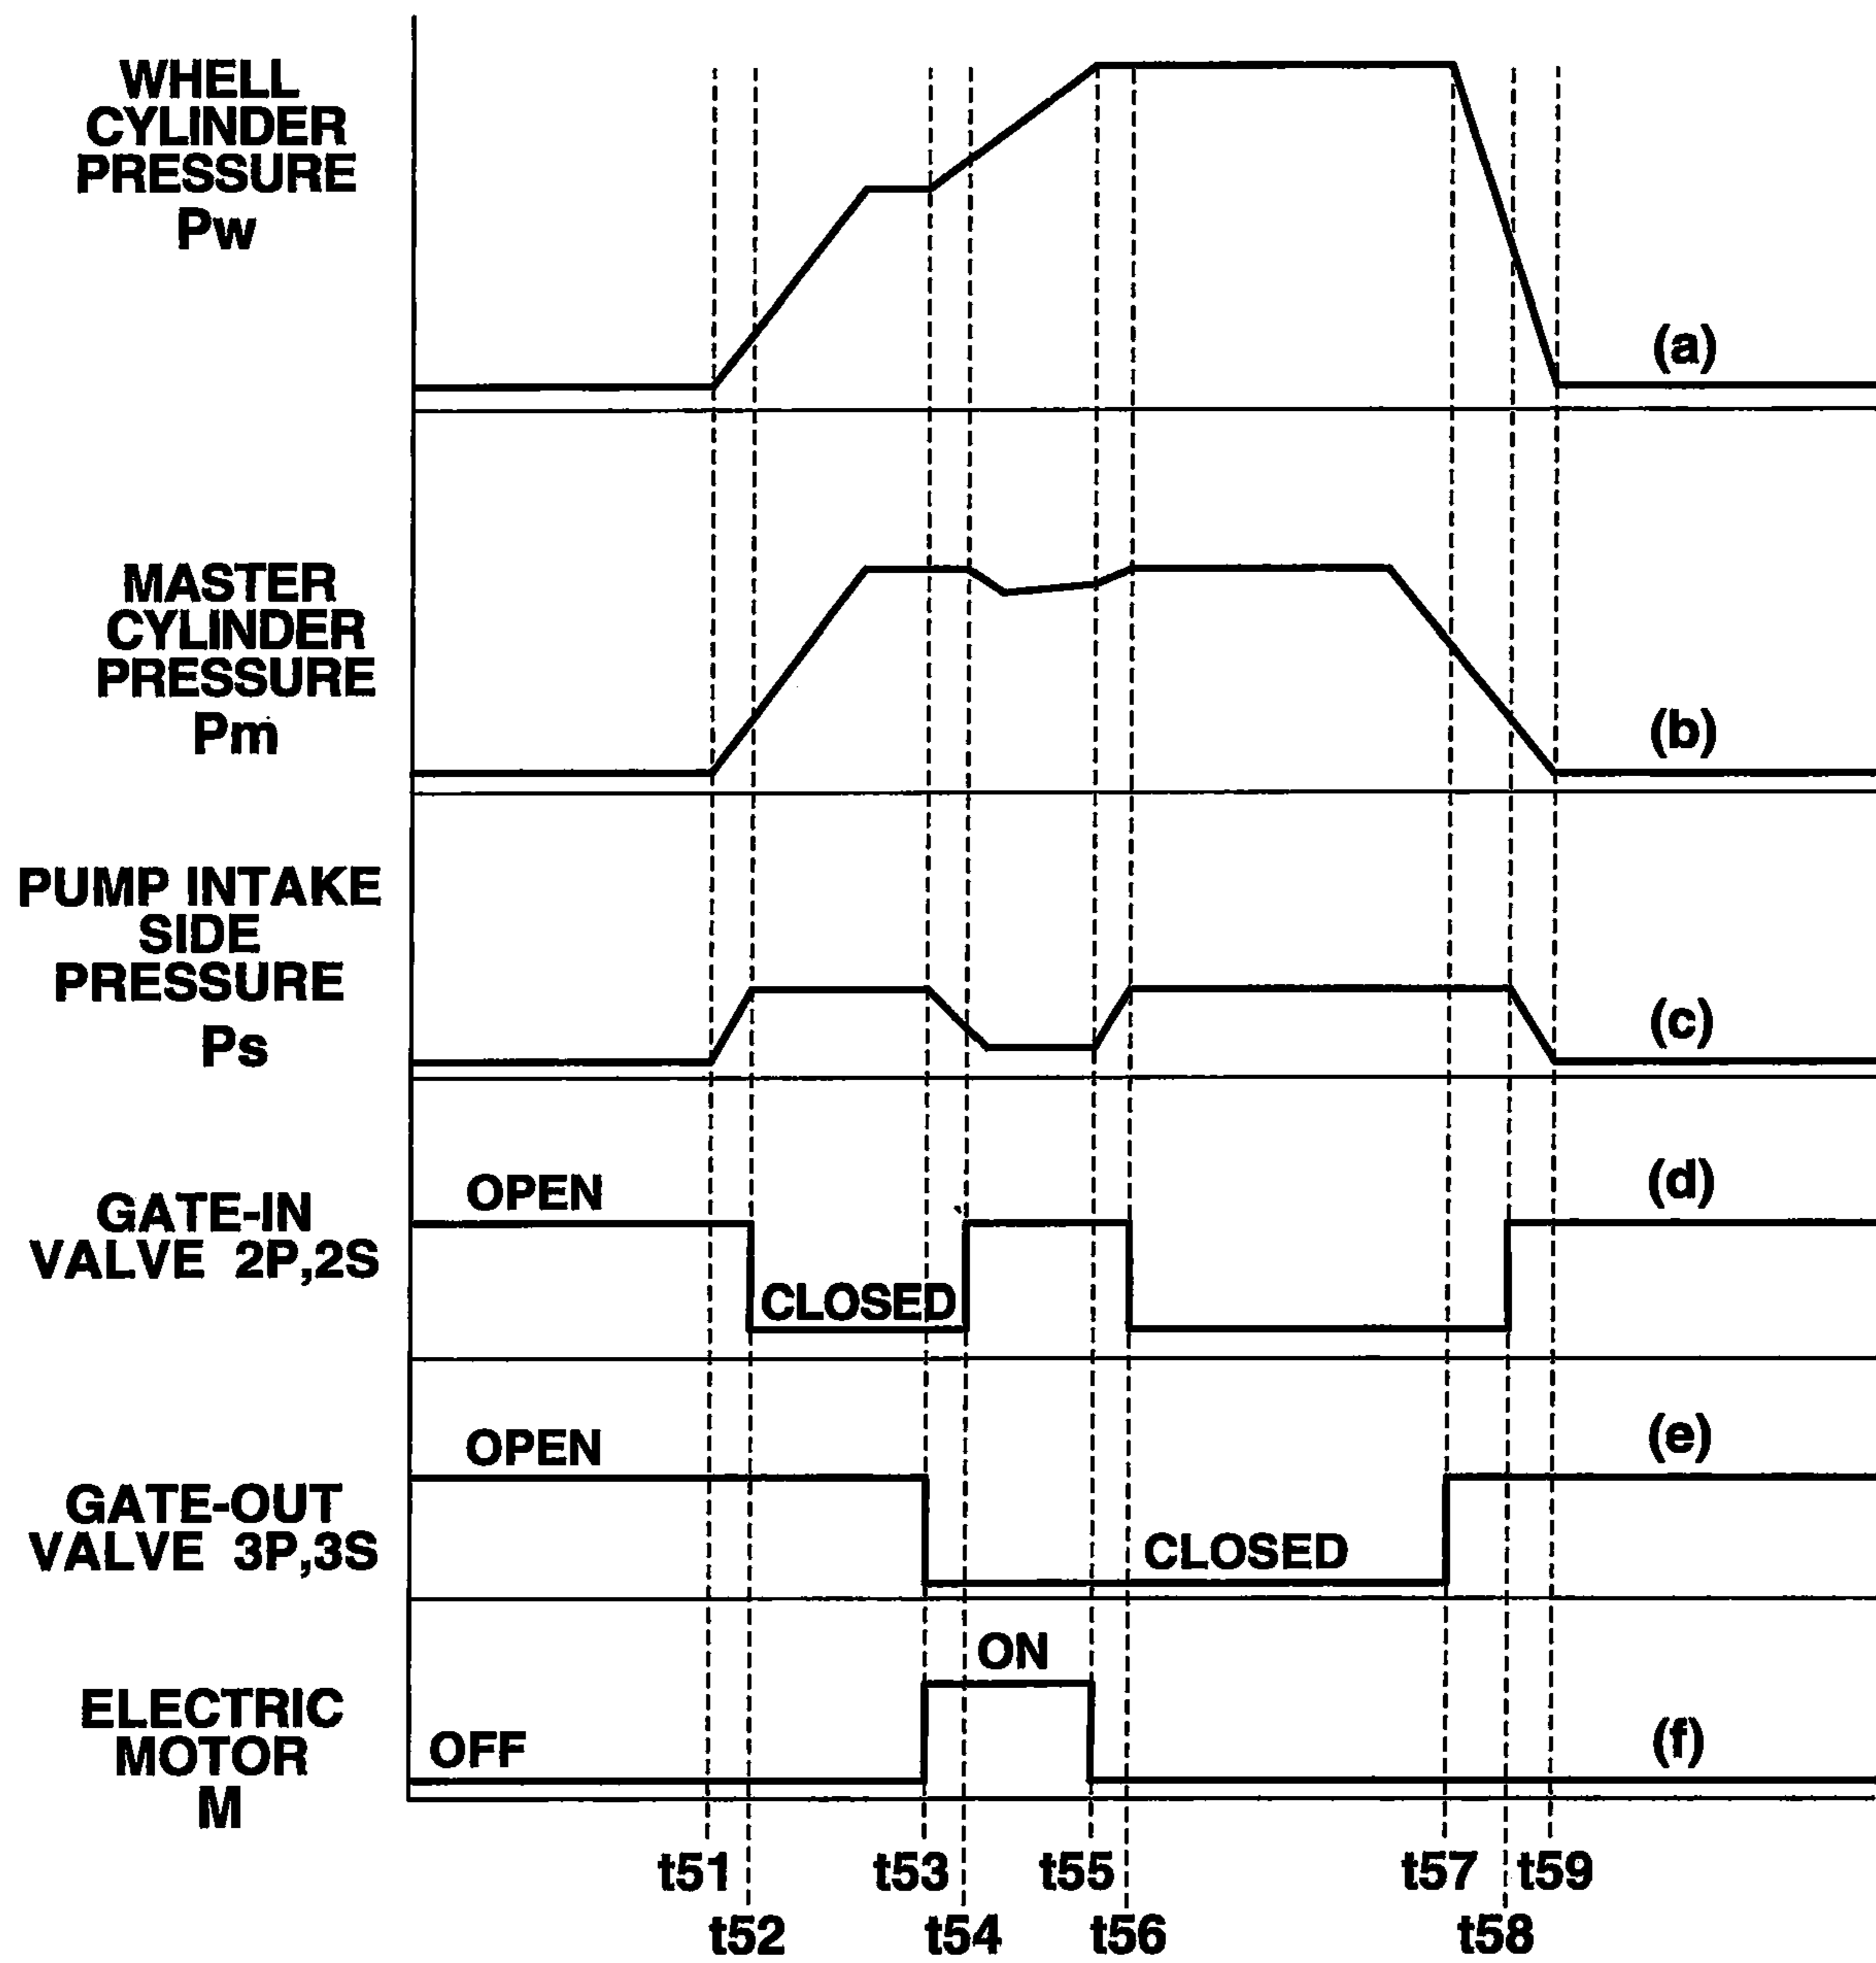 WHELL
CYLINDER
PRESSURE
Pw
(a)
MASTER
CYLINDER
PRESSURE
Pm
(b)
PUMP INTAKE
SIDE
PRESSURE
Ps
(c)
OPEN
(d)
GATE-IN
VALVE 2P,2S
CLOSED
OPEN
(e)
GATE-OUT
VALVE 3P,3S
CLOSED
ON
ELECTRIC
MOTOR
M
OFF
(f)
t51 t53 t55 t57 t59
t52 t54 t56 t58